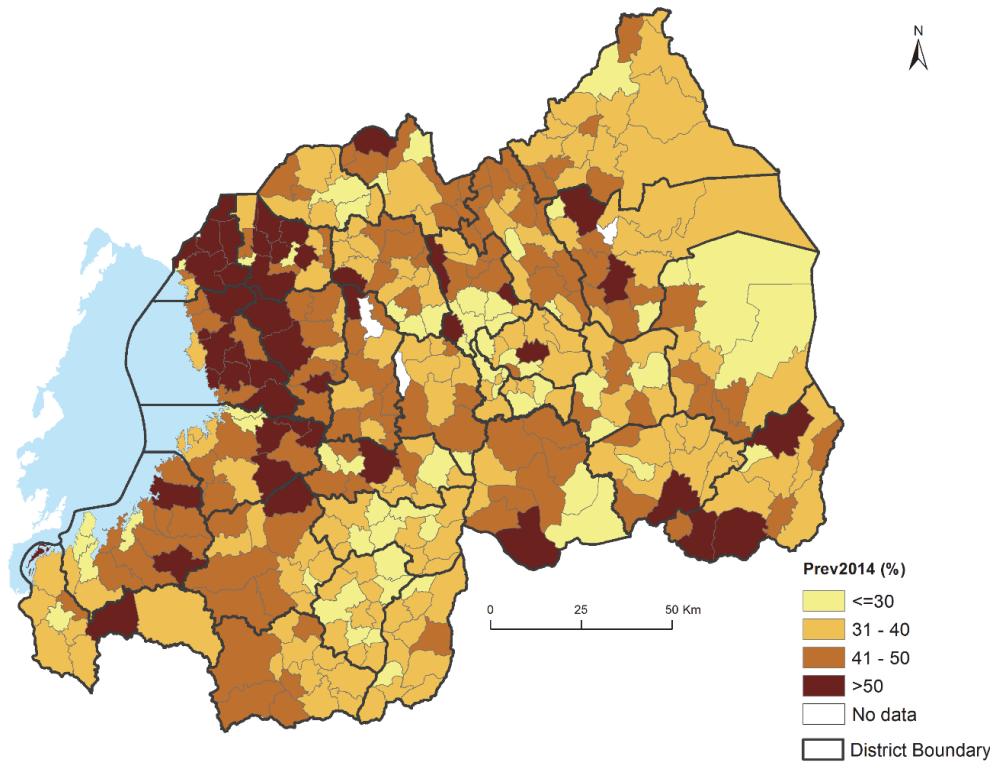 N
Prev2014 (%)
<=30
31 - 40
41 - 50
>50
No data
District Boundary
0 25 50 Km